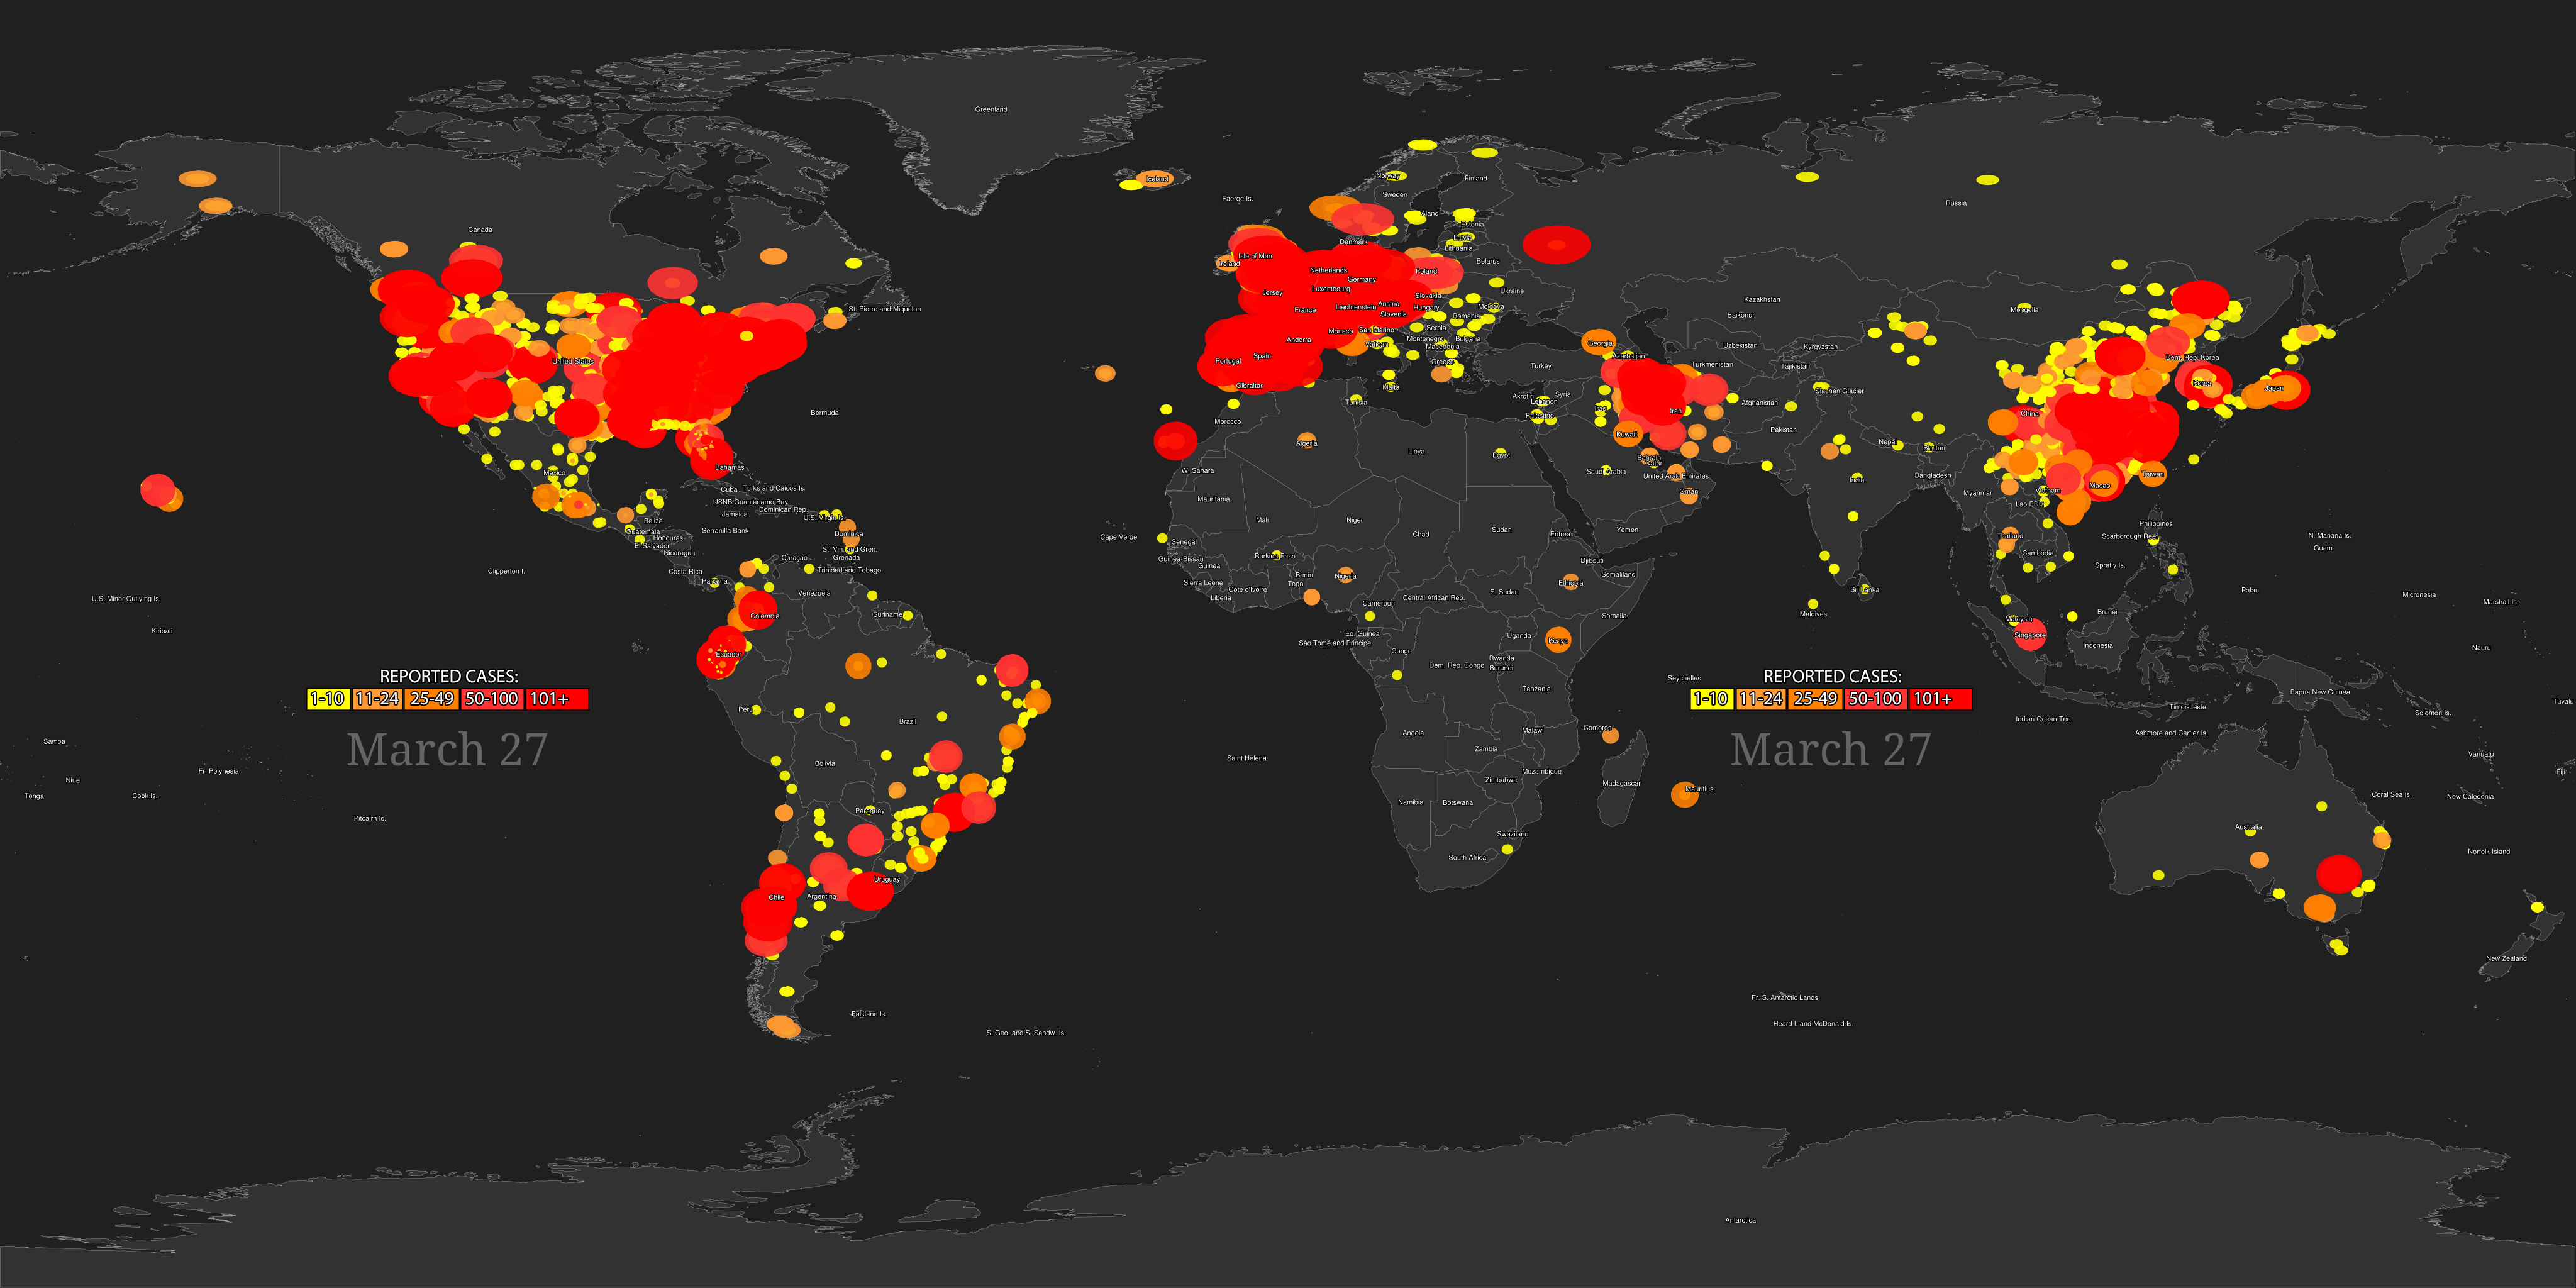 Greenland
Iceland
Norway
Finland
Sweden
Russia
Faeroe Is.
Aland
Estonia
Canada
Latvia
Denmark
Lithuania
Isle of Man
Ireland
Belarus
Netherlands
Poland
Germany
Luxembourg
Jersey
Ukraine
Slovakia
Kazakhstan
St. Pierre and Miquelon
France
Liechtenstein
Austria
Hungary
Moldova
Mongolia
Slovenia
Romania
Baikonur
Monaco
San Marino
Serbia
Andorra
Vatican
Montenegro
Bulgaria
Macedonia
Georgia
Uzbekistan
Kyrgyzstan
United States
Portugal
Spain
Greece
Azerbaijan
Turkmenistan
Tajikistan
Dem. Rep. Korea
Turkey
Gibraltar
Malta
Korea
Japan
Siachen Glacier
Akrotiri
Syria
Lebanon
Tunisia
Afghanistan
Iraq
Iran
Bermuda
Palestine
China
Morocco
Pakistan
Kuwait
Algeria
Libya
Egypt
Nepal
Bhutan
Bahrain
Qatar
Bahamas
W. Sahara
Saudi Arabia
United Arab Emirates
India
Bangladesh
Taiwan
Mexico
Macao
Cuba
Turks and Caicos Is.
Oman
Myanmar
Vietnam
Mauritania
USNB Guantanamo Bay
Dominican Rep.
Lao PDR
Jamaica
U.S. Virgin Is.
Belize
Mali
Niger
Philippines
Guatemala
Serranilla Bank
Dominica
Chad
Sudan
Eritrea
Yemen
Scarborough Reef
N. Mariana Is.
Honduras
Cape Verde
Senegal
Thailand
El Salvador
St. Vin. and Gren.
Guam
Nicaragua
Curaçao
Grenada
Guinea-Bissau
Burkina Faso
Djibouti
Cambodia
Clipperton I.
Costa Rica
Trinidad and Tobago
Guinea
Benin
Nigeria
Somaliland
Spratly Is.
Panama
Sierra Leone
Togo
Ethiopia
Côte d'Ivoire
Venezuela
Liberia
Central African Rep.
S. Sudan
Sri Lanka
Palau
Micronesia
U.S. Minor Outlying Is.
Cameroon
Maldives
Marshall Is.
Colombia
Suriname
Somalia
Brunei
Malaysia
Kiribati
Eq. Guinea
Uganda
Kenya
Singapore
São Tomé and Principe
Indonesia
Nauru
Ecuador
Congo
Rwanda
Dem. Rep. Congo
Burundi
REPORTED CASES:
REPORTED CASES:
Seychelles
Tanzania
Papua New Guinea
1-10 11-24 25-49 50-100 101+
1-10 11-24 25-49 50-100 101+
Tuvalu
Peru
Timor-Leste
Solomon Is.
Brazil
Indian Ocean Ter.
Comoros
Angola
Malawi
Ashmore and Cartier Is.
Samoa
March 27
March 27
Zambia
Vanuatu
Saint Helena
Bolivia
Fr. Polynesia
Mozambique
Fiji
Niue
Zimbabwe
Madagascar
Mauritius
Tonga
Cook Is.
Coral Sea Is.
New Caledonia
Namibia
Botswana
Paraguay
Pitcairn Is.
Australia
Swaziland
Norfolk Island
South Africa
Uruguay
Chile
Argentina
New Zealand
Fr. S. Antarctic Lands
Falkland Is.
Heard I. and McDonald Is.
S. Geo. and S. Sandw. Is.
Antarctica